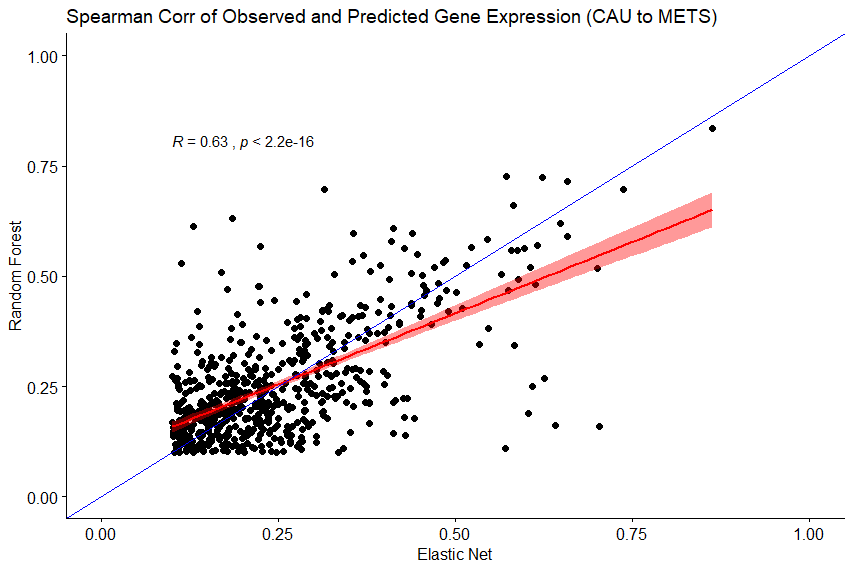 Spearman Corr of Observed and Predicted Gene Expression (CAU to METS)
1.00
R = 0.63 , p < 2.2e-16
0.75
Random Forest
0.50
0.25
0.00
0.00 0.25 0.50 0.75 1.00
Elastic Net